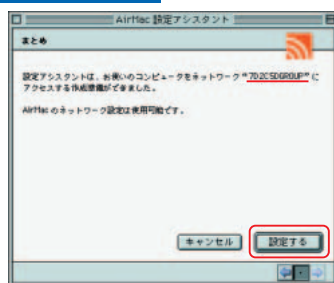 AirMac 設定アシスタント
まとめ
設定アシスタントは、お使いのコンピュータをネットワーク“7D2C5DGROUP”に
アクセスする作成準備ができました。
AirMac のネットワーク設定は使用可能です。
キャンセル
設定する